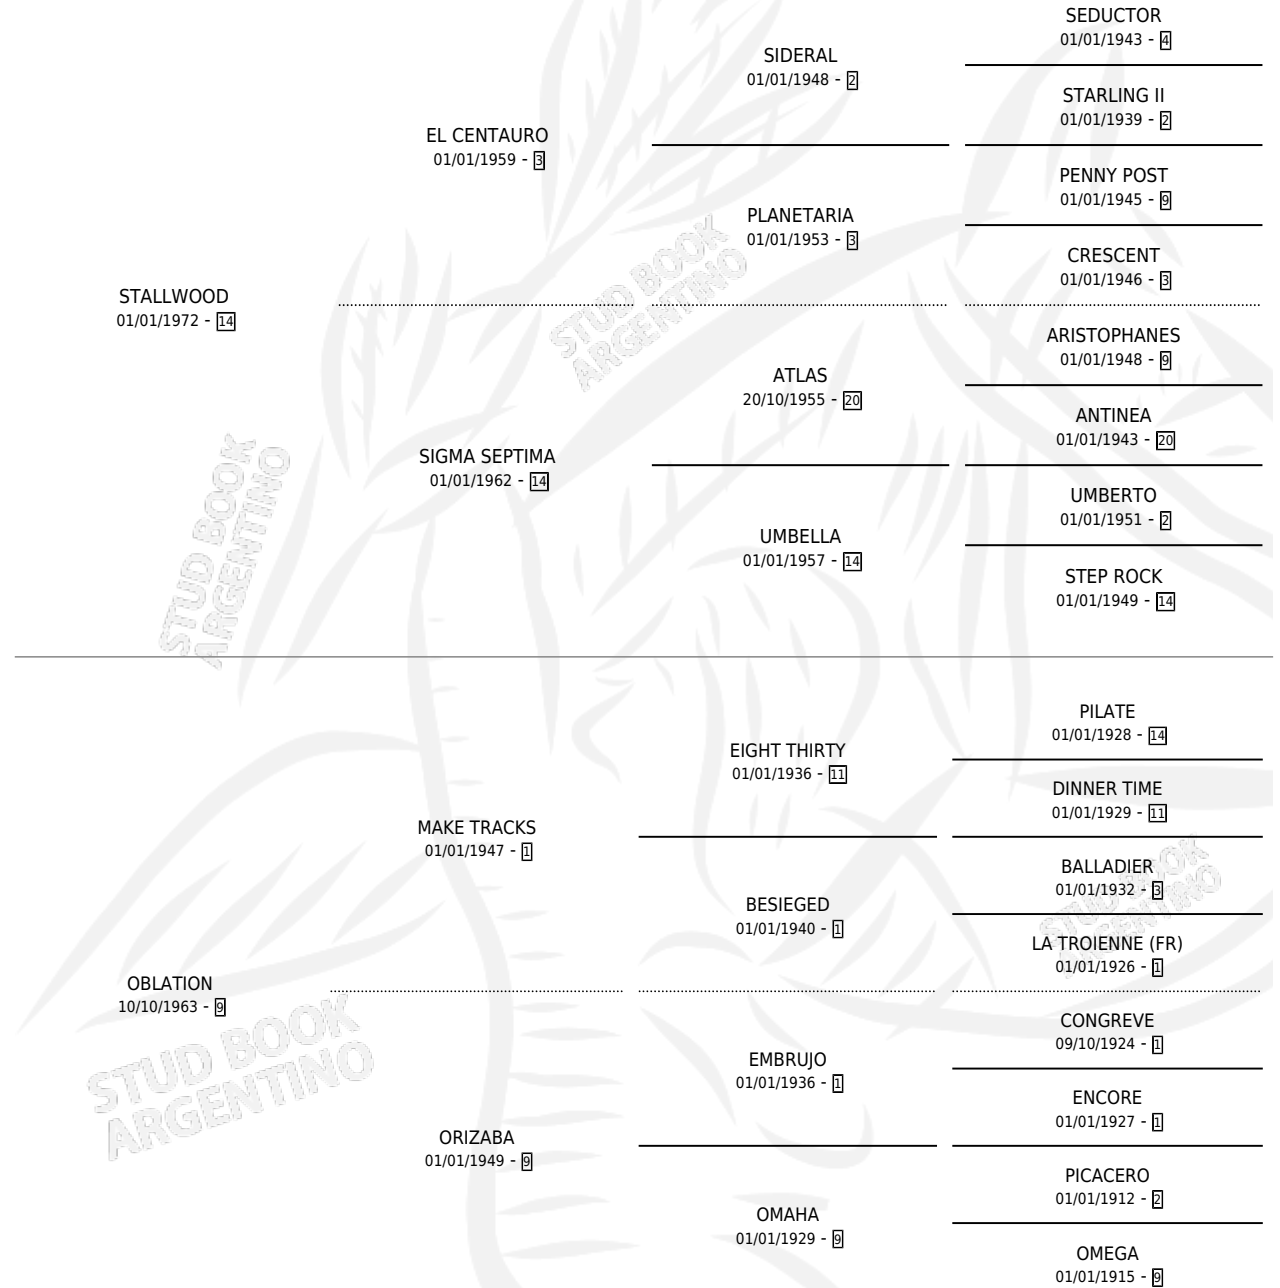 SEDUCTOR
01/01/1943 - 4
SIDERAL
01/01/1948 - 2
STARLING II
01/01/1939 - 2
EL CENTAURO
01/01/1959 - 3
PENNY POST
01/01/1945 - 9
PLANETARIA
01/01/1953 - 3
CRESCENT
01/01/1946 - 3
STALLWOOD
01/01/1972 - 14
STUD BOOK
ARGENTINO
ARISTOPHANES
01/01/1948 - 9
ATLAS
20/10/1955 - 20
ANTINEA
01/01/1943 - 20
SIGMA SEPTIMA
01/01/1962 - 14
UMBERTO
01/01/1951 - 2
UMBELLA
01/01/1957 - 14
STEP ROCK
01/01/1949 - 14
STUD BOOK
ARGENTINO
PILATE
01/01/1928 - 14
EIGHT THIRTY
01/01/1936 - 11
DINNER TIME
01/01/1929 - 11
MAKE TRACKS
01/01/1947 - 1
BALLADIER
01/01/1932 - 3
BESIEGED
01/01/1940 - 1
LA TROIENNE (FR)
01/01/1926 - 1
STUD BOOK
ARGENTINO
OBLATION
10/10/1963 - 9
CONGREVE
09/10/1924 - 1
EMBRUJO
01/01/1936 - 1
ENCORE
01/01/1927 - 1
STUD BOOK
ARGENTINO
ORIZABA
01/01/1949 - 9
PICACERO
01/01/1912 - 2
OMAHA
01/01/1929 - 9
OMEGA
01/01/1915 - 9